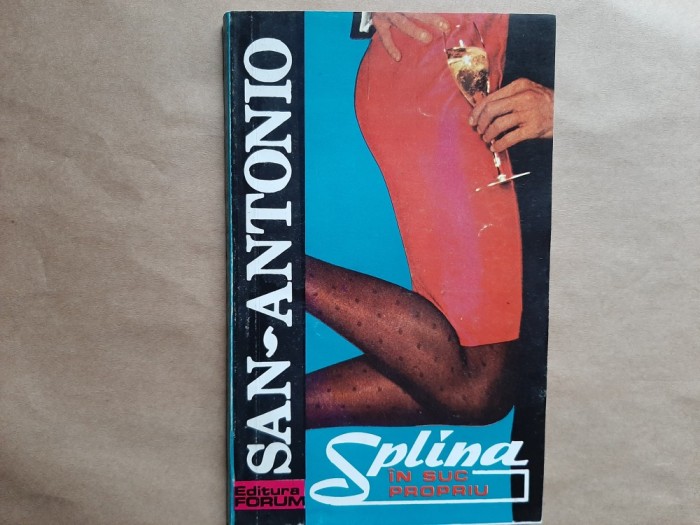 SAN-ANTONIO
Splina
ÎN SUC
PROPRIU
Editura
FORUM